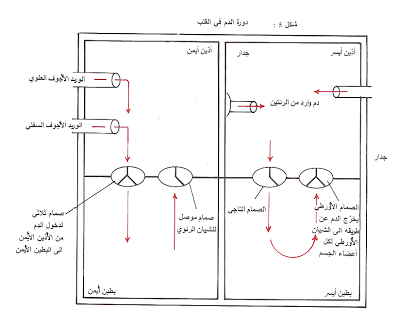 شكل 5 : دورة الدم في القلب
أذين أيمن
جدار
أذين أيسر
الوريد الأجوف العلوي
دم وارد من الرئتين
الوريد الأجوف السفلي
جدار
صمام ثلاثي
لدخول الدم
من الأذين الأيمن
الى البطين الأيمن
صمام موصل
للشيان الرئوي
الصمام التاجي
الصمام الأورطي
يخرج الدم عن
طريقه الى الشيان
الأورطي لكل
أعضاء الجسم
بطين أيمن
بطين أيسر